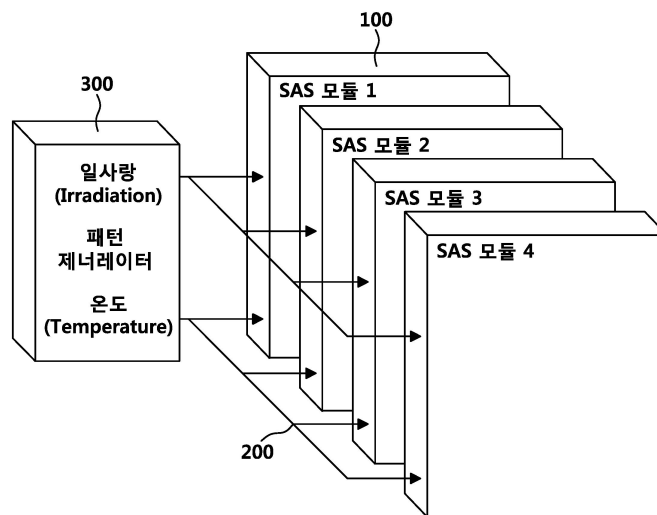 100
SAS 모듈 1
300
SAS 모듈 2
일사량
(Irradiation)
SAS 모듈 3
패턴
제너레이터
SAS 모듈 4
온도
(Temperature)
200